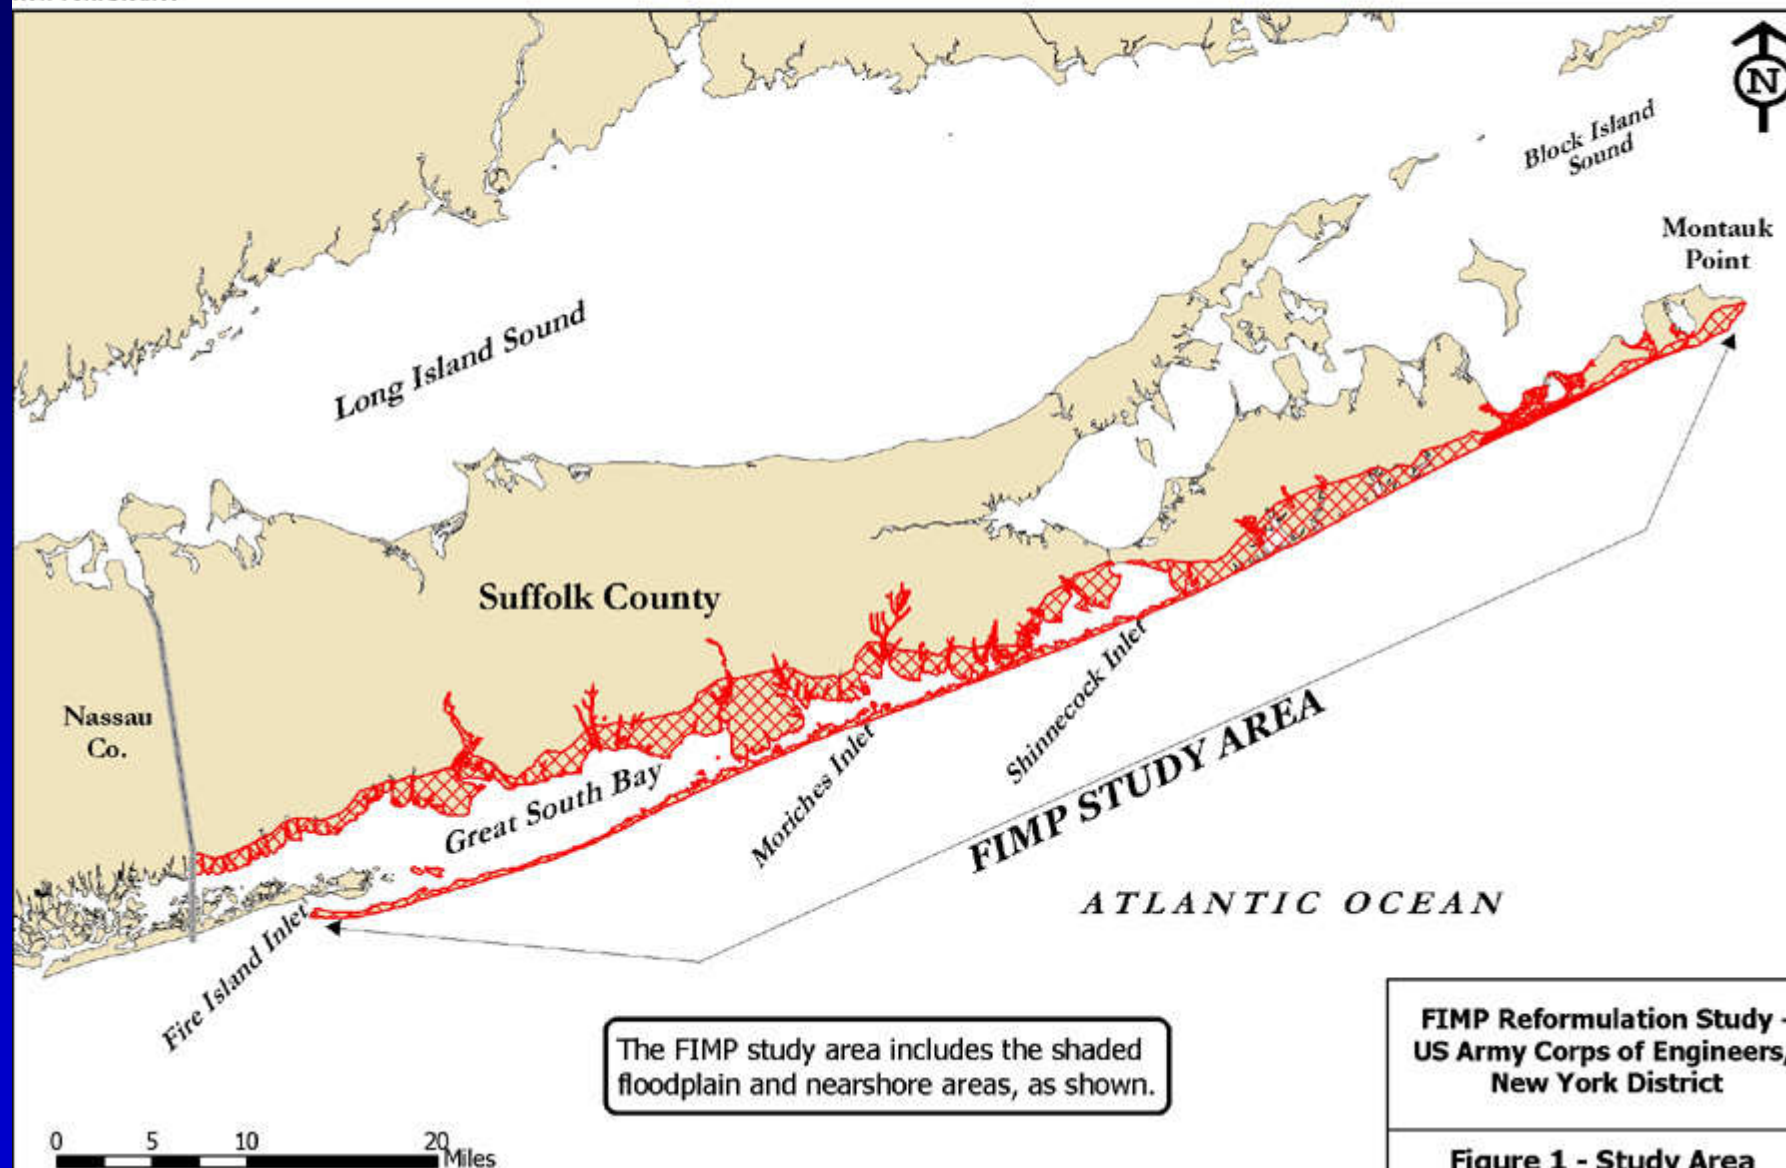 N
Block Island
Sound
Montauk
Point
Long Island Sound
Suffolk County
Nassau
Co.
Great South Bay
Moriches Inlet
Shinnecock Inlet
Fire Island Inlet
FIMP STUDY AREA
ATLANTIC OCEAN
The FIMP study area includes the shaded
floodplain and nearshore areas, as shown.
FIMP Reformulation Study -
US Army Corps of Engineers,
New York District
Figure 1 - Study Area
0 5 10 20
Miles